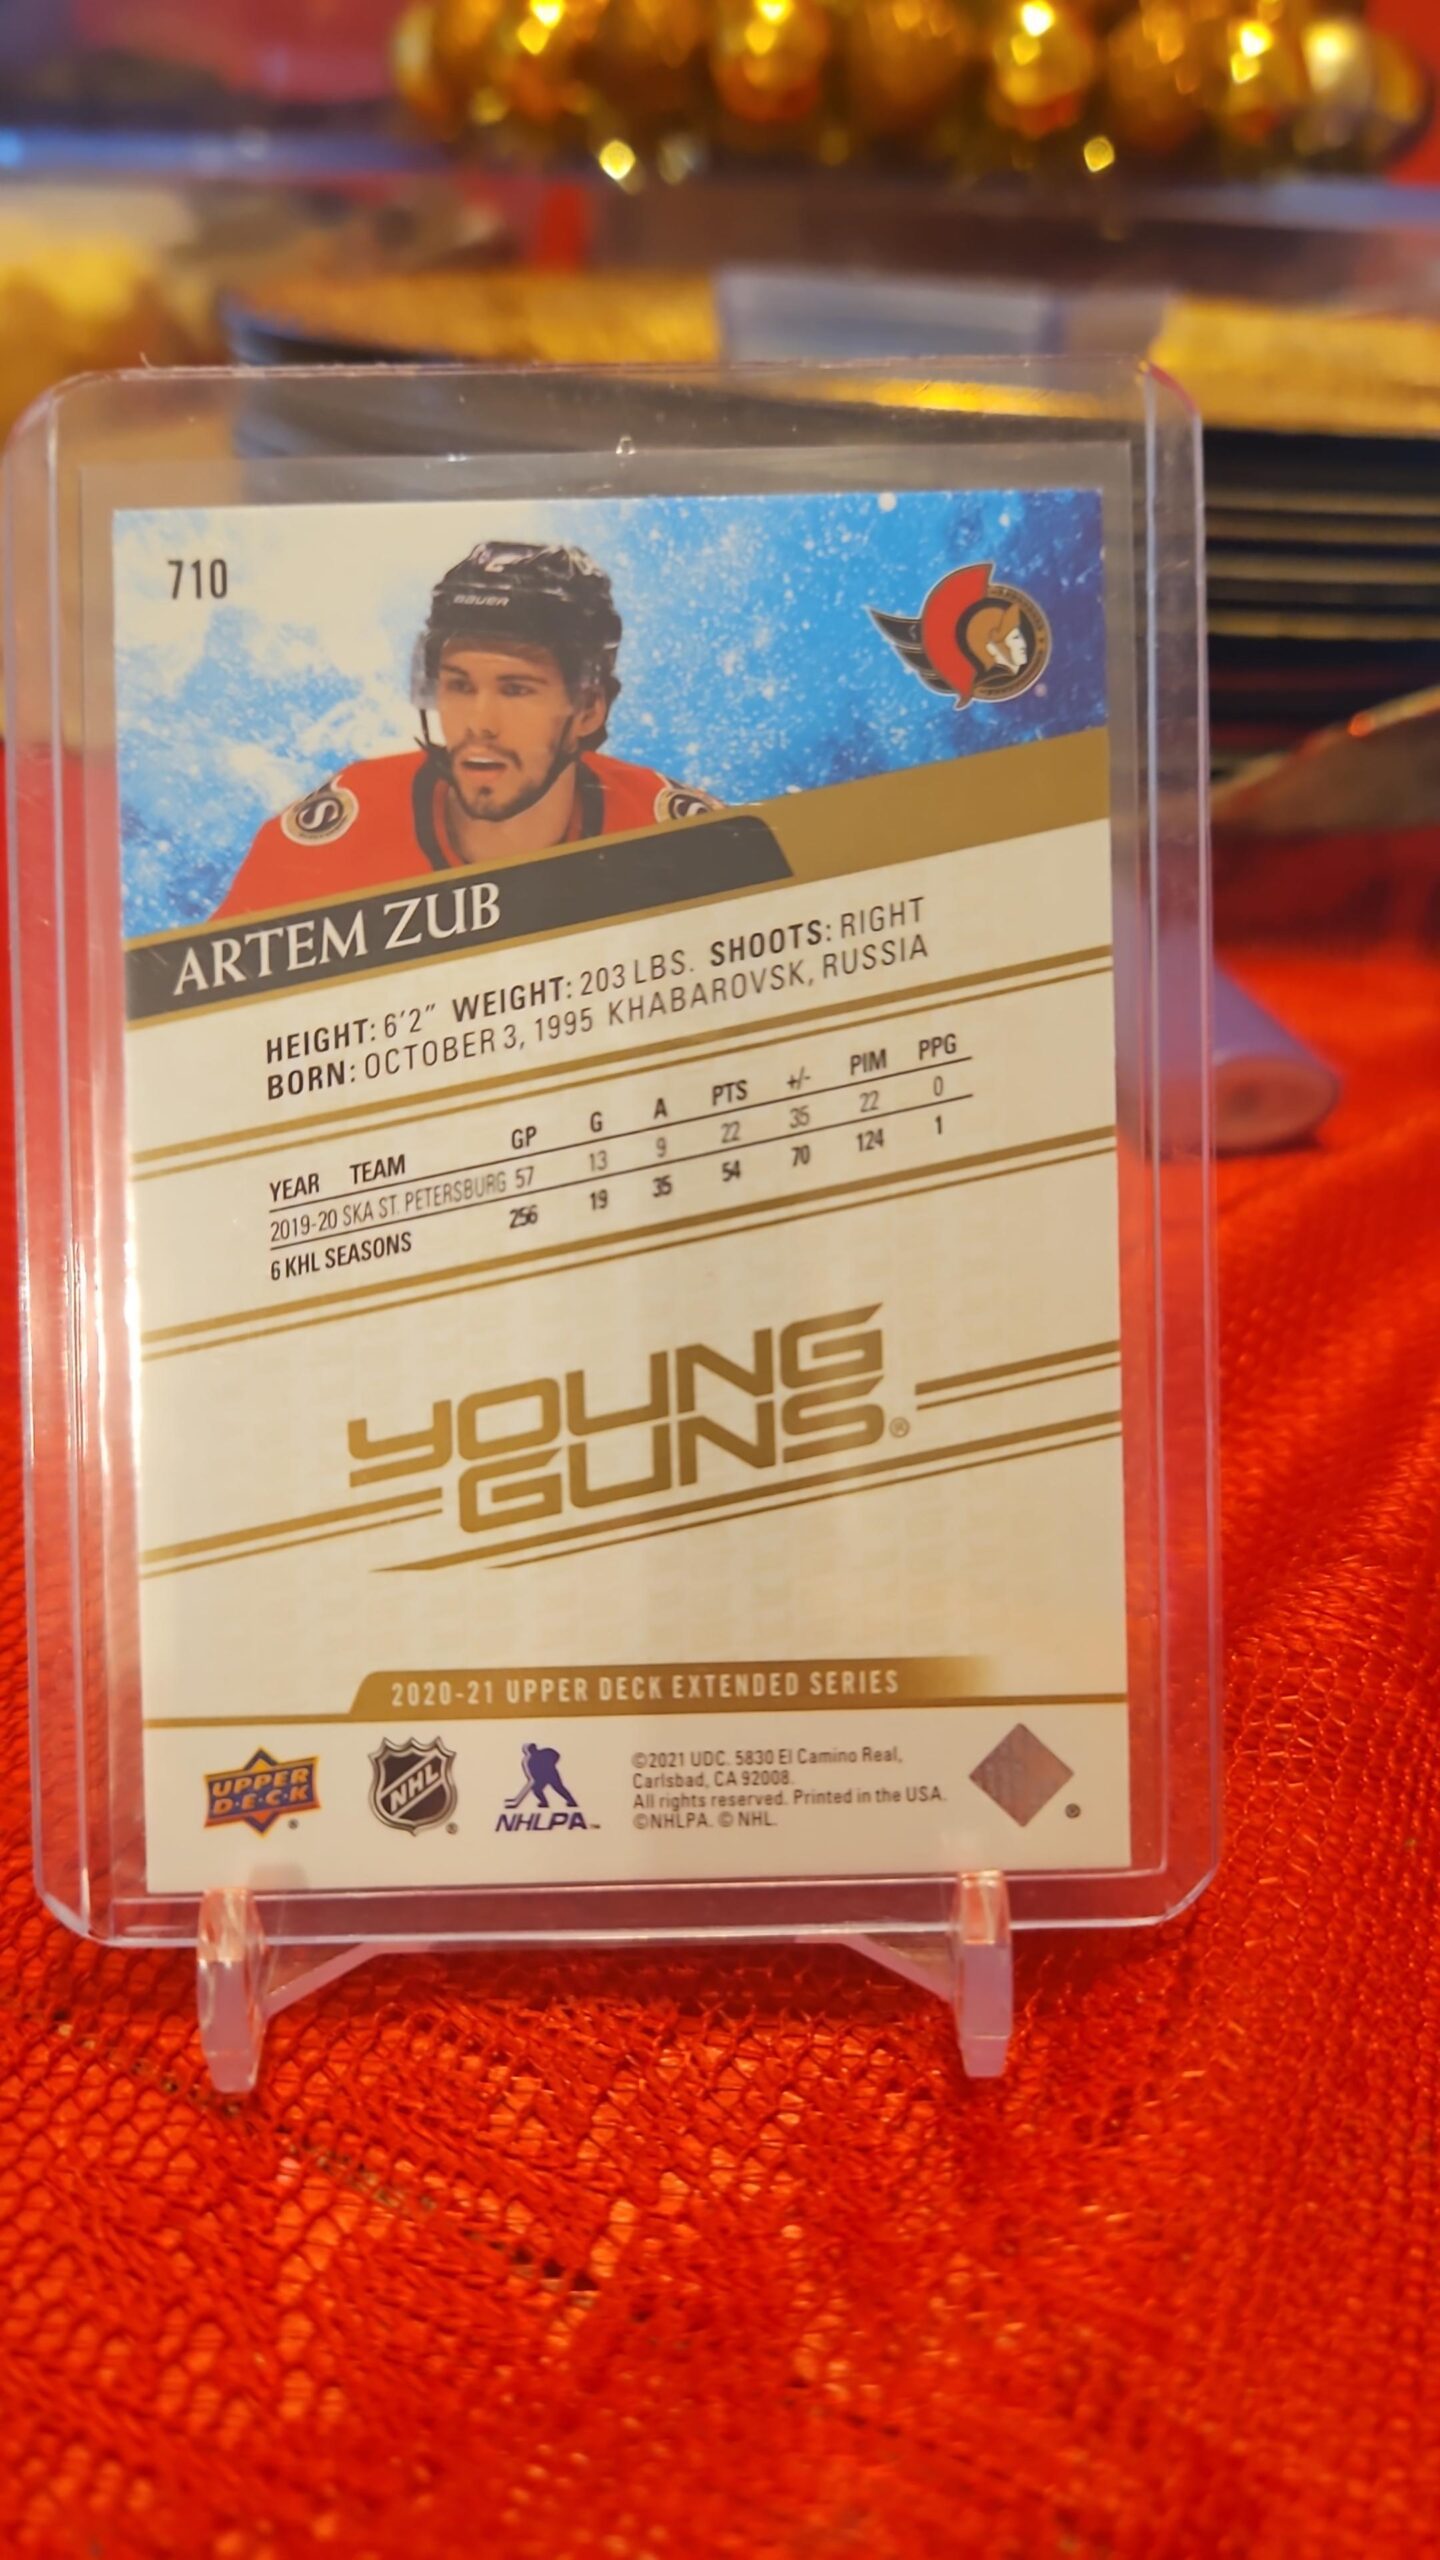 710
BAUER
ARTEM ZUB
HEIGHT: 6'2" WEIGHT: 203 LBS. SHOOTS: RIGHT
BORN: OCTOBER 3, 1995 KHABAROVSK, RUSSIA
YEAR TEAM GP G A PTS +/- PIM PPG
2019-20 SKA ST. PETERSBURG 57 13 9 22 35 22 0
6 KHL SEASONS 256 19 35 54 70 124 1
YOUNG
GUNS®
2020-21 UPPER DECK EXTENDED SERIES
UPPER
D·E·C·K®
NHL®
NHLPA™
©2021 UDC. 5830 El Camino Real,
Carlsbad, CA 92008.
All rights reserved. Printed in the USA.
©NHLPA. © NHL.
®